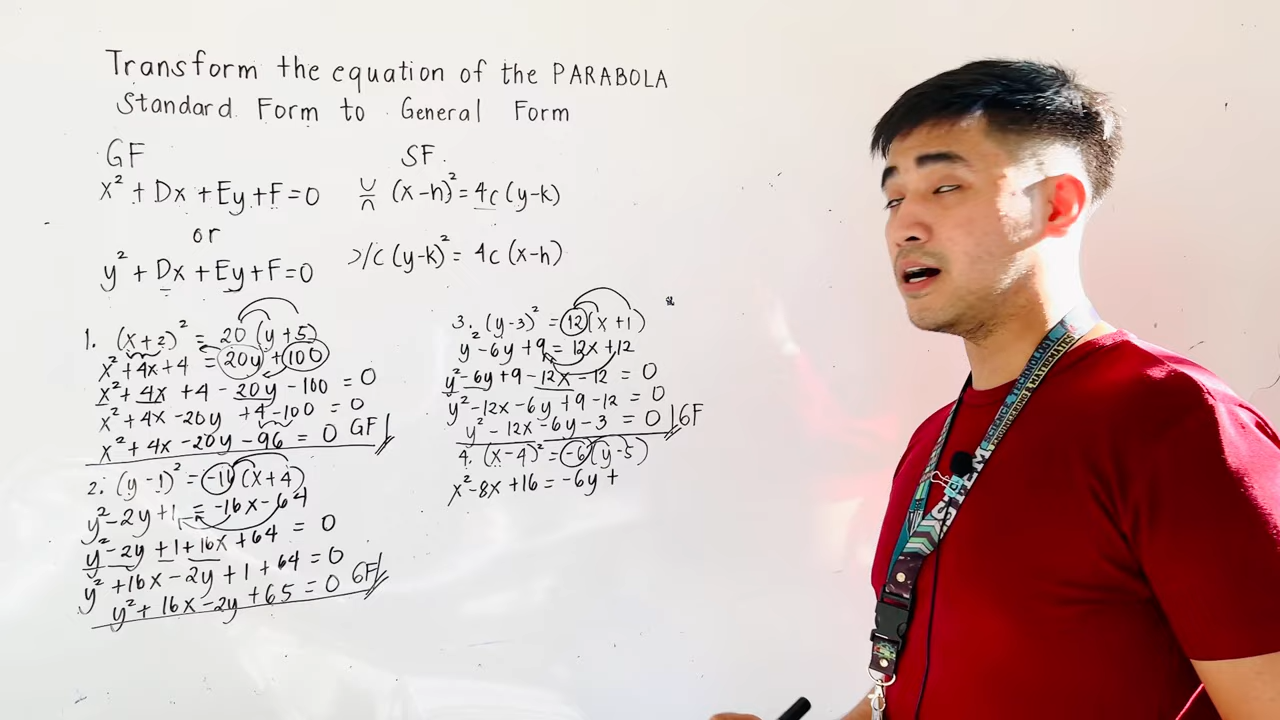 Transform the equation of the PARABOLA
Standard Form to General Form
GF
x² + Dx + Ey + F = 0
or
y² + Dx + Ey + F = 0
SF.
(x-h)² = 4c (y-k)
(y-k)² = 4c (x-h)
1. (x+2)² = 20 (y+5)
x² + 4x + 4 = 20y + 100
x² + 4x + 4 - 20y - 100 = 0
x² + 4x - 20y + 4 - 100 = 0
x² + 4x - 20y - 96 = 0 GF
2. (y-1)² = -16 (x+4)
y² - 2y + 1 = -16x - 64
y² - 2y + 1 + 16x + 64 = 0
y² + 16x - 2y + 1 + 64 = 0
y² + 16x - 2y + 65 = 0 GF
3. (y-3)² = 12 (x+1)
y² - 6y + 9 = 12x + 12
y² - 6y + 9 - 12x - 12 = 0
y² - 12x - 6y + 9 - 12 = 0
y² - 12x - 6y - 3 = 0 GF
4. (x-4)² = -6 (y-5)
x² - 8x + 16 = -6y +
SCIENCE, TECHNOLOGY
ENGINEERING & MATHEMATICS